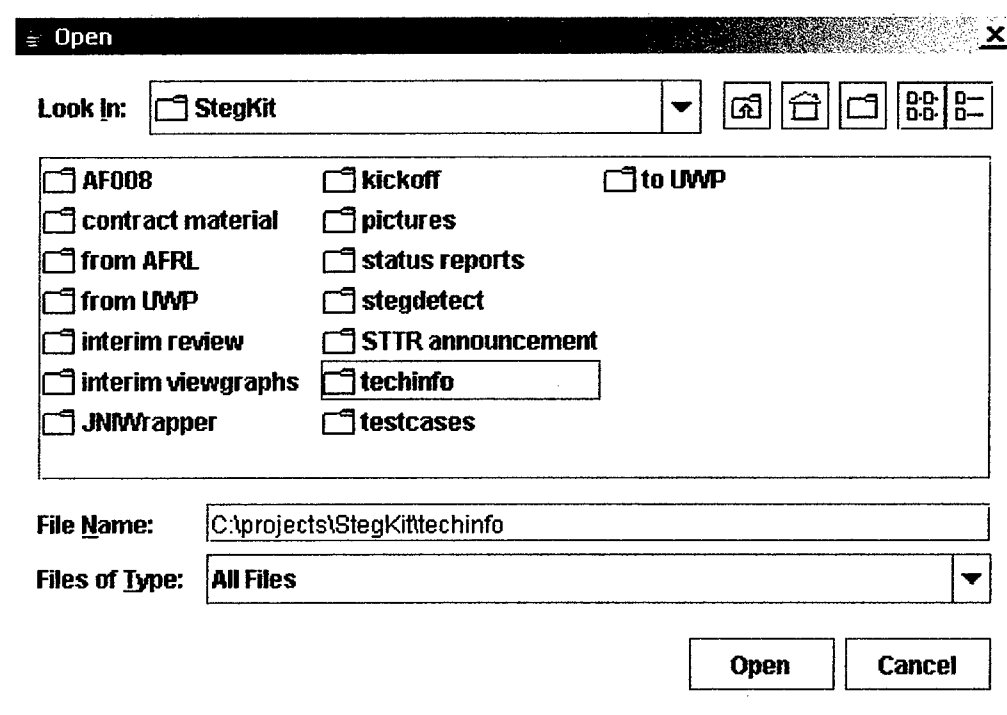 Open
Look In: StegKit
AF008
contract material
from AFRL
from UWP
interim review
interim viewgraphs
JNIWrapper
kickoff
pictures
status reports
stegdetect
STTR announcement
techinfo
testcases
to UWP
File Name: C:\projects\StegKit\techinfo
Files of Type: All Files
Open Cancel